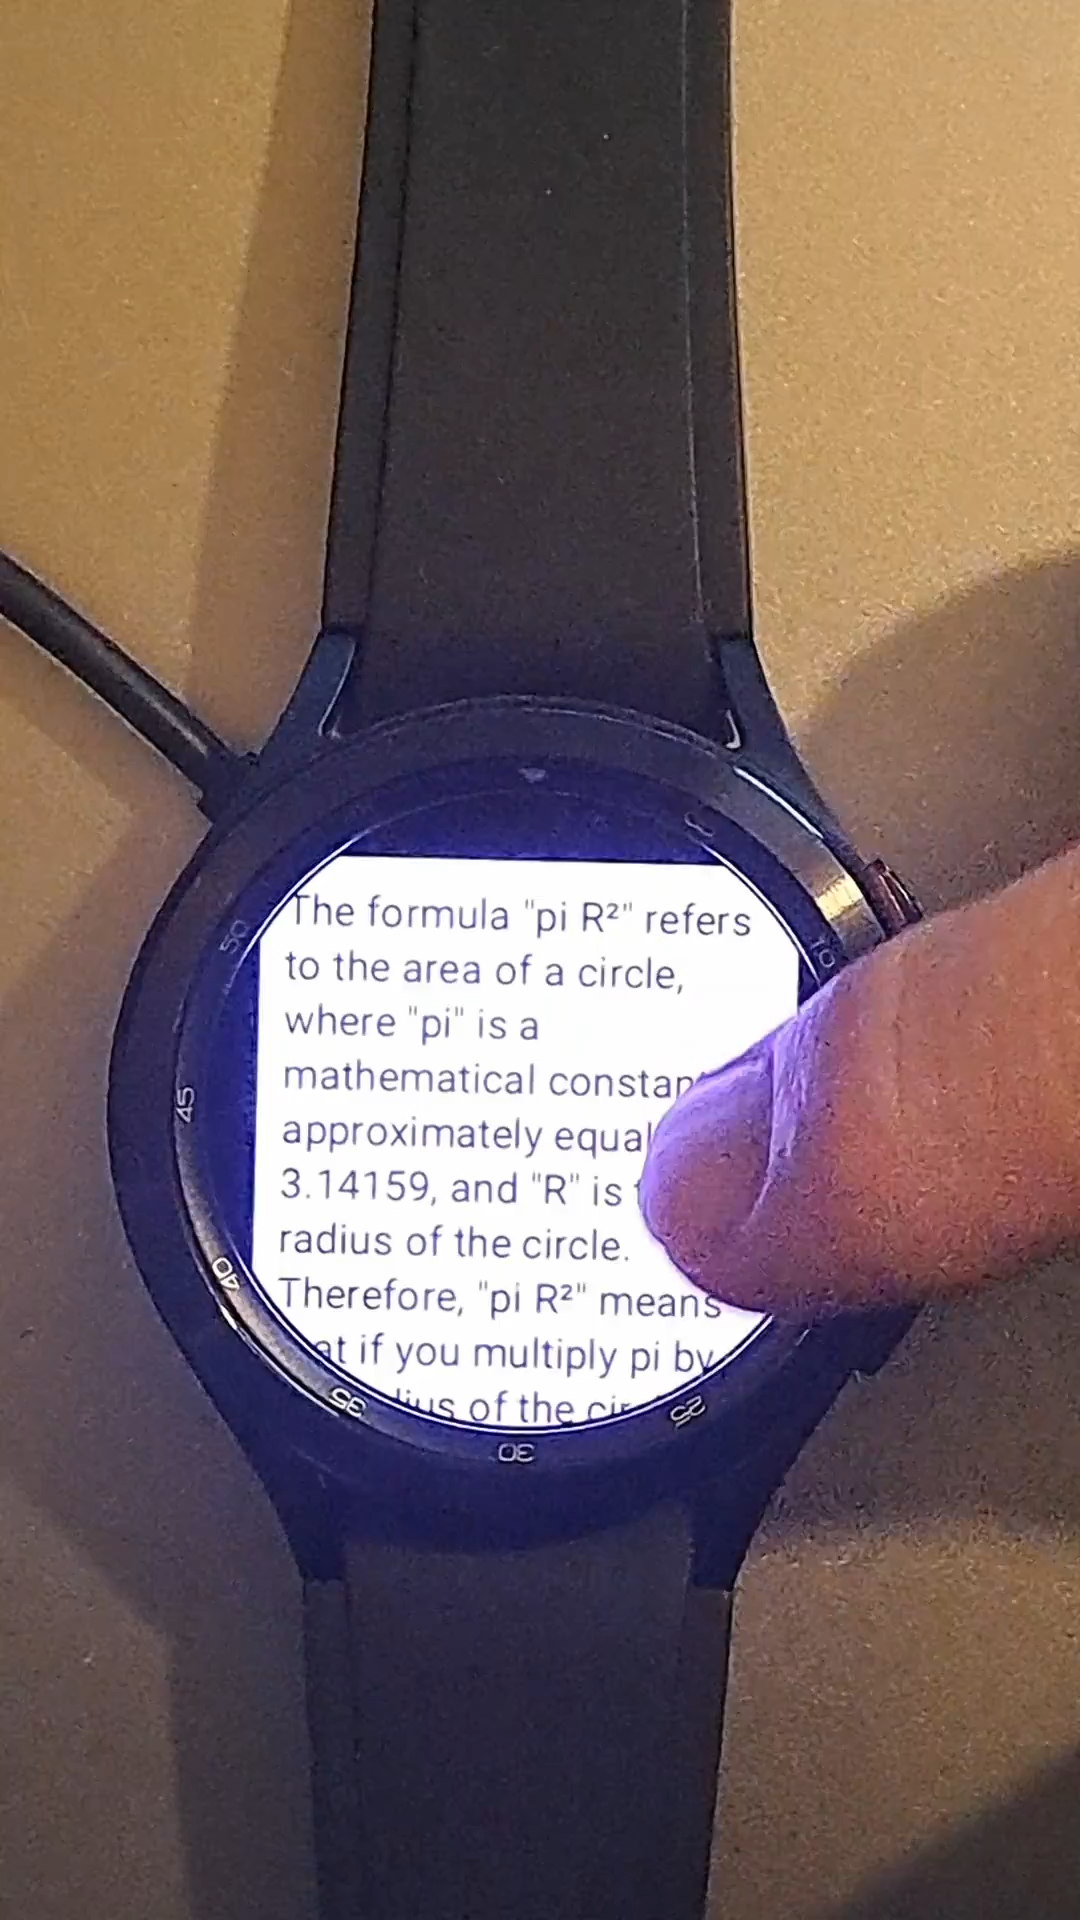 The formula "pi R²" refers
to the area of a circle,
where "pi" is a
mathematical
approximately
3.14159, and "R" is
radius of the circle.
Therefore, "pi R²" means
if you multiply pi by
of the
50
45
40
35
30
25
10